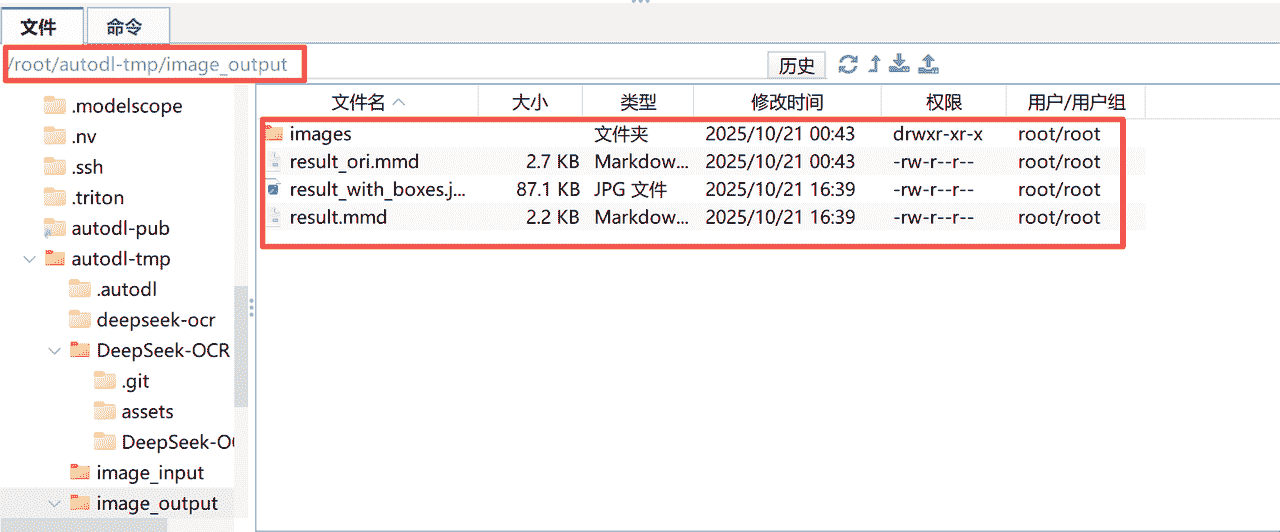 文件 命令
/root/autodl-tmp/image_output 历史
.modelscope
.nv
.ssh
.triton
autodl-pub
autodl-tmp
.autodl
deepseek-ocr
DeepSeek-OCR
.git
assets
DeepSeek-OC
image_input
image_output
文件名 大小 类型 修改时间 权限 用户/用户组
images 文件夹 2025/10/21 00:43 drwxr-xr-x root/root
result_ori.mmd 2.7 KB Markdow... 2025/10/21 00:43 -rw-r--r-- root/root
result_with_boxes.j... 87.1 KB JPG 文件 2025/10/21 16:39 -rw-r--r-- root/root
result.mmd 2.2 KB Markdow... 2025/10/21 16:39 -rw-r--r-- root/root